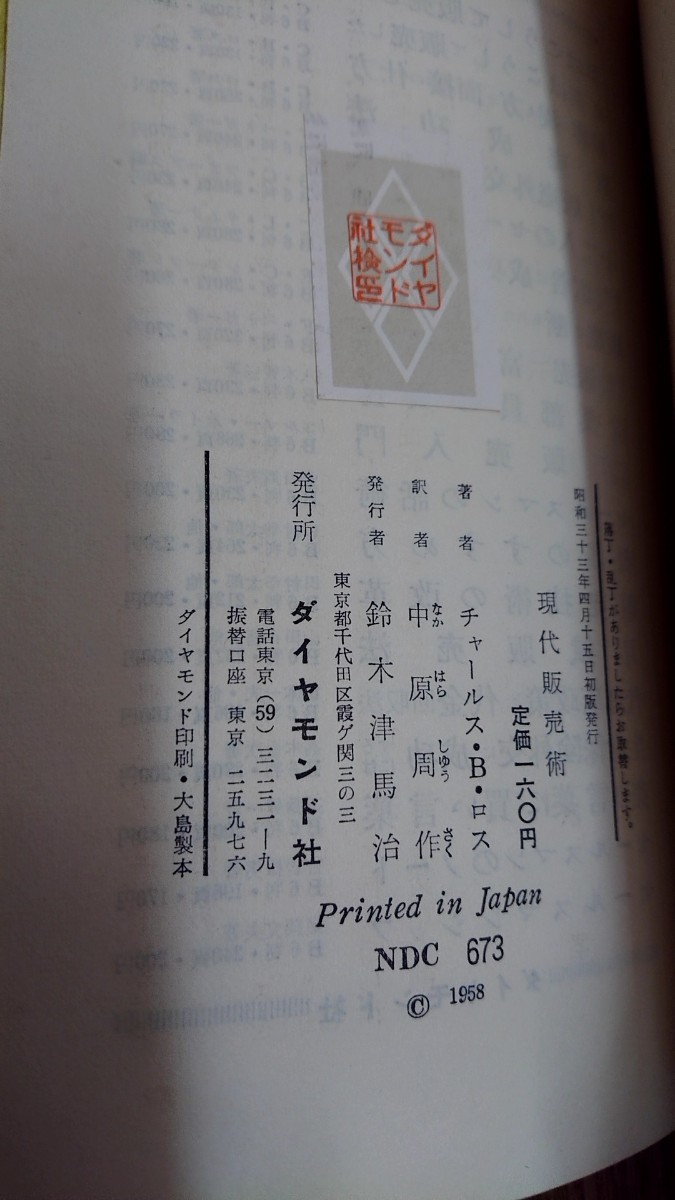 ダイヤ
モンド
社検印
落丁・乱丁がありましたらお取替します。
昭和三十三年四月十五日初版発行
現代販売術
定価一六〇円
著者 チャールス・B・ロス
訳者 中原周作
なか はら しゆう さく
発行者 鈴木津馬治
東京都千代田区霞ケ関三の三
発行所 ダイヤモンド社
電話東京(59)三二三一―九
振替口座 東京 二五九七六
ダイヤモンド印刷・大島製本
Printed in Japan
NDC 673
© 1958